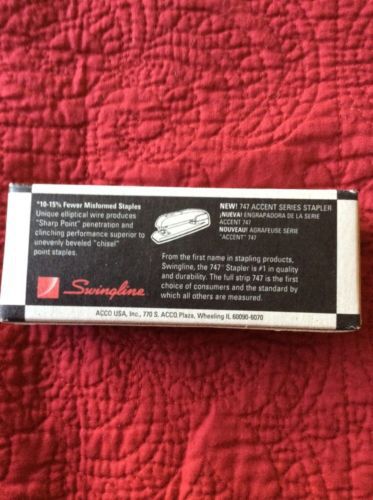 *10-15% Fewer Misformed Staples
Unique elliptical wire produces
"Sharp Point" penetration and
clinching performance superior to
unevenly beveled "chisel"
point staples.
NEW! 747 ACCENT SERIES STAPLER
¡NUEVA! ENGRAPADORA DE LA SERIE
ACCENT 747
NOUVEAU! AGRAFEUSE SÉRIE
"ACCENT" 747
From the first name in stapling products,
Swingline, the 747™ Stapler is #1 in quality
and durability. The full strip 747 is the first
choice of consumers and the standard by
which all others are measured.
Swingline
ACCO USA, Inc., 770 S. ACCO Plaza, Wheeling IL 60090-6070